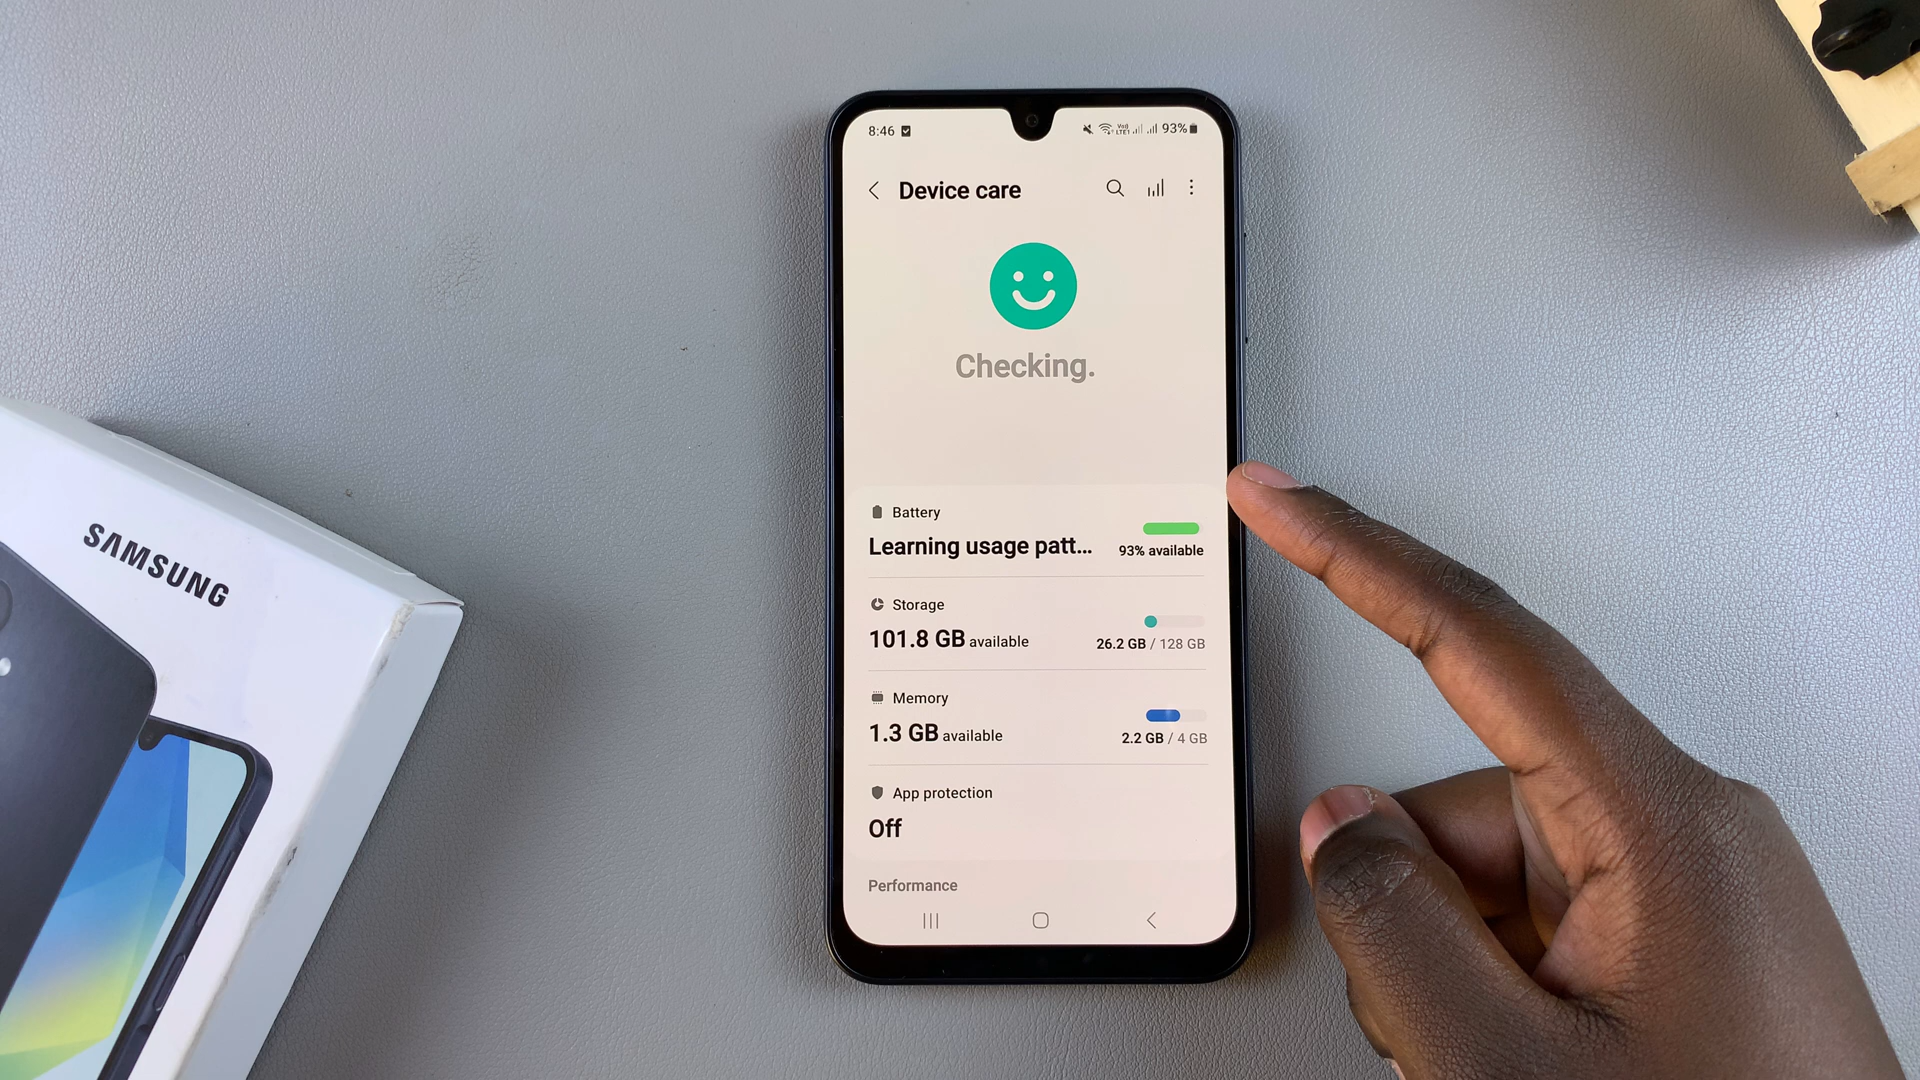 8:46 93%
Device care
Checking.
Battery
Learning usage patt...
93% available
Storage
101.8 GB available
26.2 GB / 128 GB
Memory
1.3 GB available
2.2 GB / 4 GB
App protection
Off
Performance
SAMSUNG